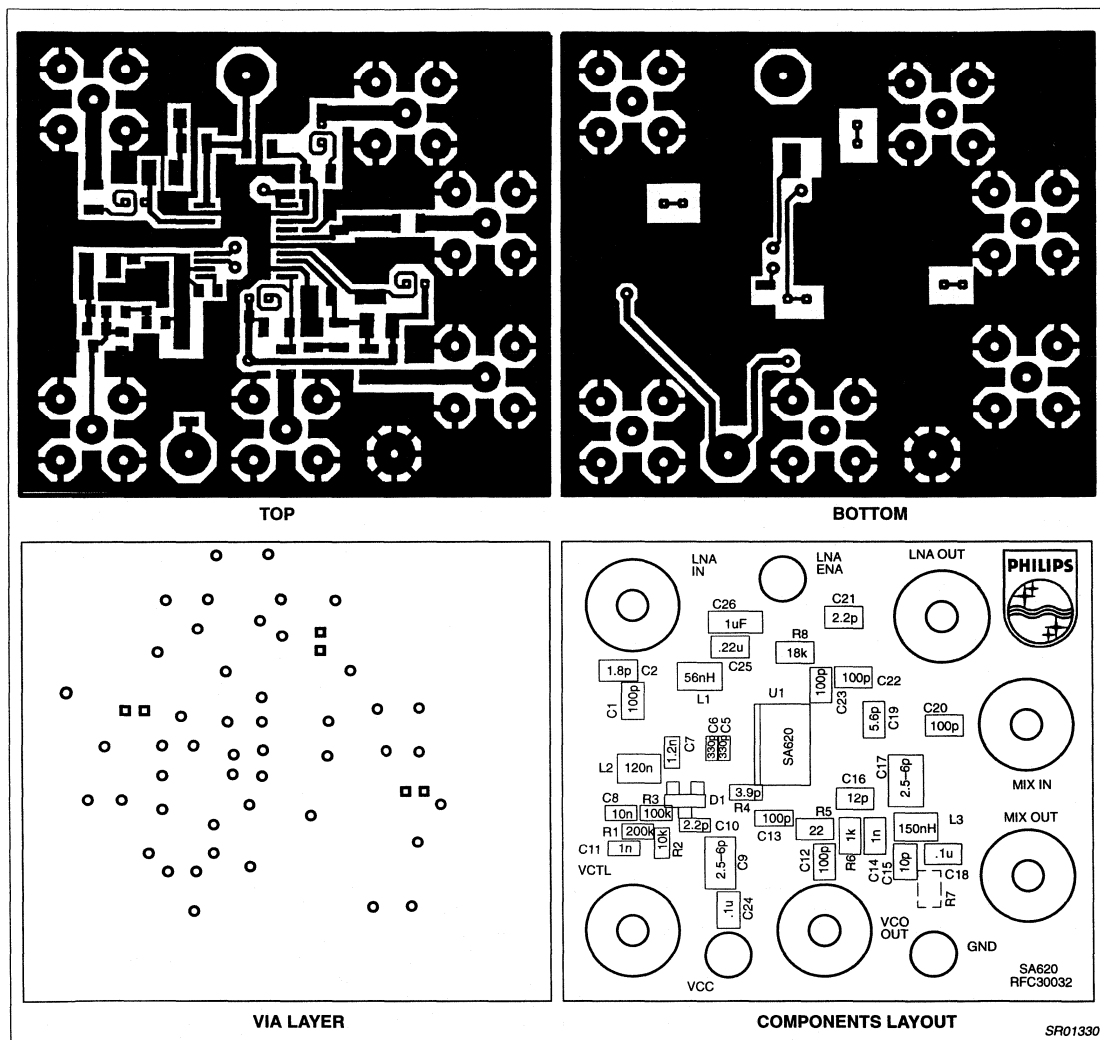 TOP
BOTTOM
LNA
IN
LNA
ENA
LNA OUT
PHILIPS
C26
1uF
C21
2.2p
R8
18k
.22u
C25
1.8p
C2
56nH
L1
100p
C1
100p
C23
100p
C22
U1
SA620
5.6p
C19
C20
100p
C6
C5
330p
330p
1.2n
C7
MIX IN
L2
120n
C17
2.5–6p
C16
12p
3.9p
R4
D1
C8
10n
R3
100k
MIX OUT
R1
200k
2.2p
C10
10k
R2
100p
C13
R5
22
1k
R6
1n
C14
150nH
L3
C11
1n
2.5–6p
C9
C12
100p
C15
10p
.1u
C18
R7
VCTL
.1u
C24
VCO
OUT
GND
VCC
SA620
RFC30032
VIA LAYER
COMPONENTS LAYOUT
SR01330